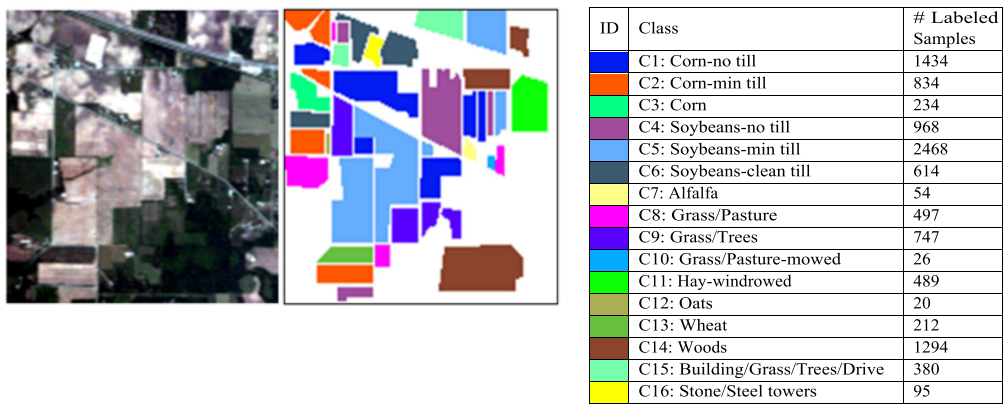 ID Class # Labeled Samples
C1: Corn-no till 1434
C2: Corn-min till 834
C3: Corn 234
C4: Soybeans-no till 968
C5: Soybeans-min till 2468
C6: Soybeans-clean till 614
C7: Alfalfa 54
C8: Grass/Pasture 497
C9: Grass/Trees 747
C10: Grass/Pasture-mowed 26
C11: Hay-windrowed 489
C12: Oats 20
C13: Wheat 212
C14: Woods 1294
C15: Building/Grass/Trees/Drive 380
C16: Stone/Steel towers 95